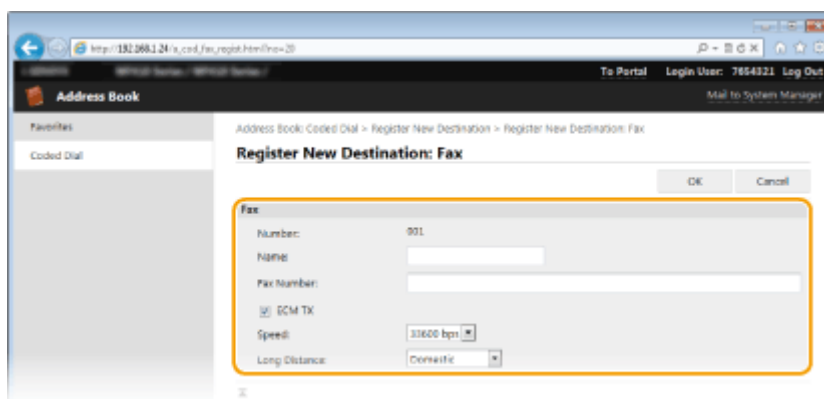 http://192.168.1.24/a_cod_fax_regist.html?no=20
To Portal Login User: 7654321 Log Out
Address Book
Mail to System Manager
Favorites
Address Book: Coded Dial > Register New Destination > Register New Destination: Fax
Coded Dial
Register New Destination: Fax
OK Cancel
Fax
Number: 001
Name:
Fax Number:
ECM TX
Speed: 33600 bps
Long Distance: Domestic